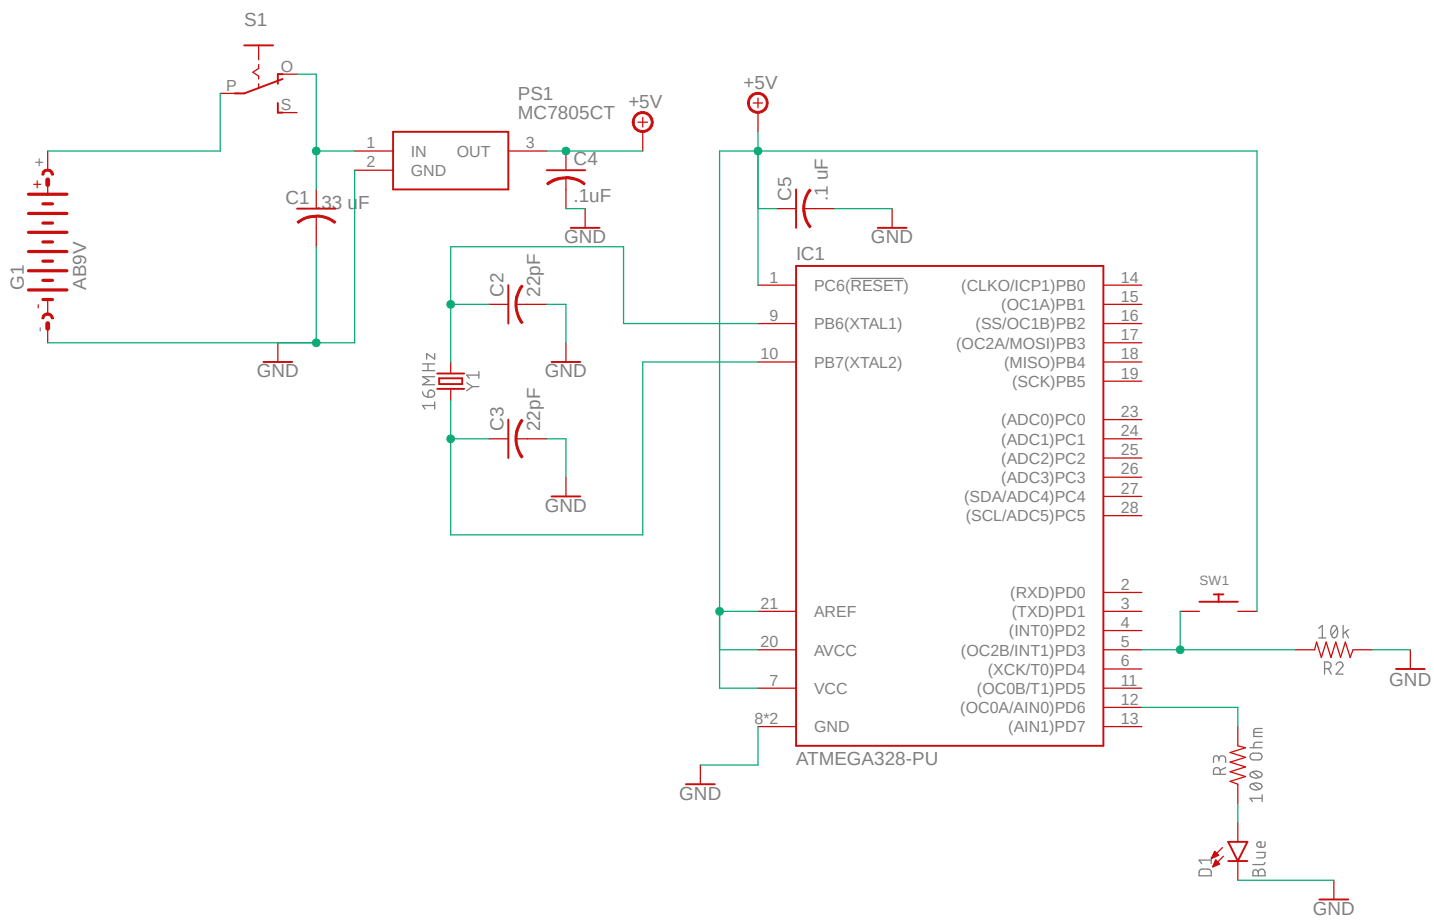 S1
P
O
S
PS1
MC7805CT
+5V
1
2
IN
GND
OUT
3
C4
.1uF
GND
C1
.33 uF
+
+
G1
AB9V
-
-
GND
C2
22pF
GND
16MHz
Y1
C3
22pF
GND
+5V
C5
.1 uF
GND
IC1
1
PC6(RESET)
9
PB6(XTAL1)
10
PB7(XTAL2)
21
AREF
20
AVCC
7
VCC
8*2
GND
GND
(CLKO/ICP1)PB0
14
(OC1A)PB1
15
(SS/OC1B)PB2
16
(OC2A/MOSI)PB3
17
(MISO)PB4
18
(SCK)PB5
19
(ADC0)PC0
23
(ADC1)PC1
24
(ADC2)PC2
25
(ADC3)PC3
26
(SDA/ADC4)PC4
27
(SCL/ADC5)PC5
28
(RXD)PD0
2
(TXD)PD1
3
(INT0)PD2
4
(OC2B/INT1)PD3
5
(XCK/T0)PD4
6
(OC0B/T1)PD5
11
(OC0A/AIN0)PD6
12
(AIN1)PD7
13
ATMEGA328-PU
SW1
10k
R2
GND
R3
100 Ohm
D1
Blue
GND